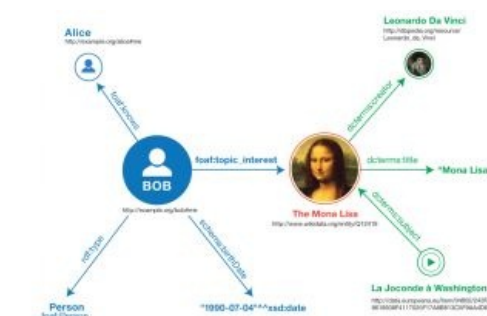 Alice
http://example.org/alice#me
Leonardo Da Vinci
http://dbpedia.org/resource/
Leonardo_da_Vinci
foaf:knows
dcterms:creator
BOB
foaf:topic_interest
dcterms:title
"Mona Lisa
http://example.org/bob#me
The Mona Lisa
http://www.wikidata.org/entity/Q12418
rdf:type
schema:birthDate
dcterms:subject
Person
foaf:Person
"1990-07-04"^^xsd:date
La Joconde à Washington